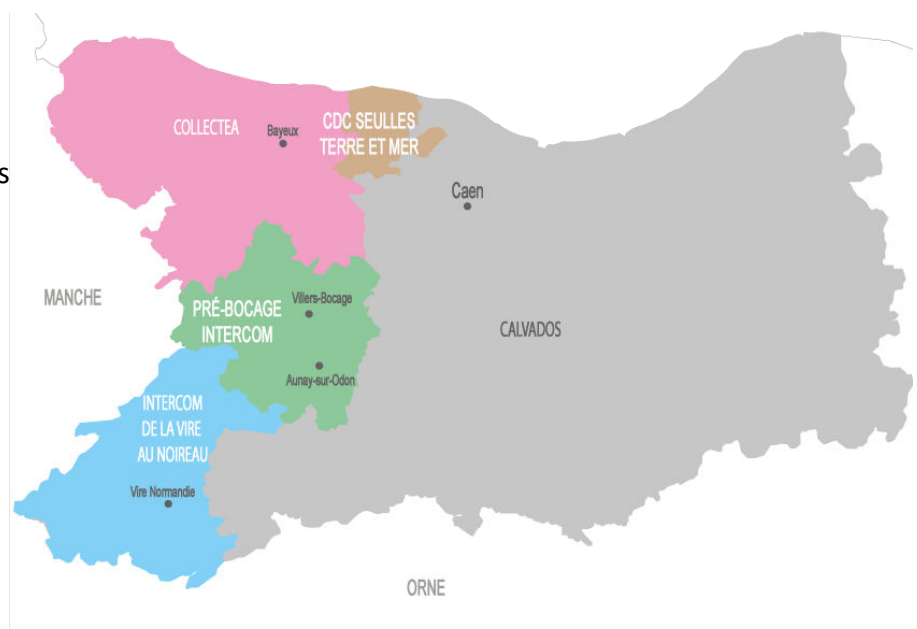 COLLECTEA
Bayeux
CDC SEULLES
TERRE ET MER
s
Caen
MANCHE
PRÉ-BOCAGE
INTERCOM
Villers-Bocage
CALVADOS
Aunay-sur-Odon
INTERCOM
DE LA VIRE
AU NOIREAU
Vire Normandie
ORNE